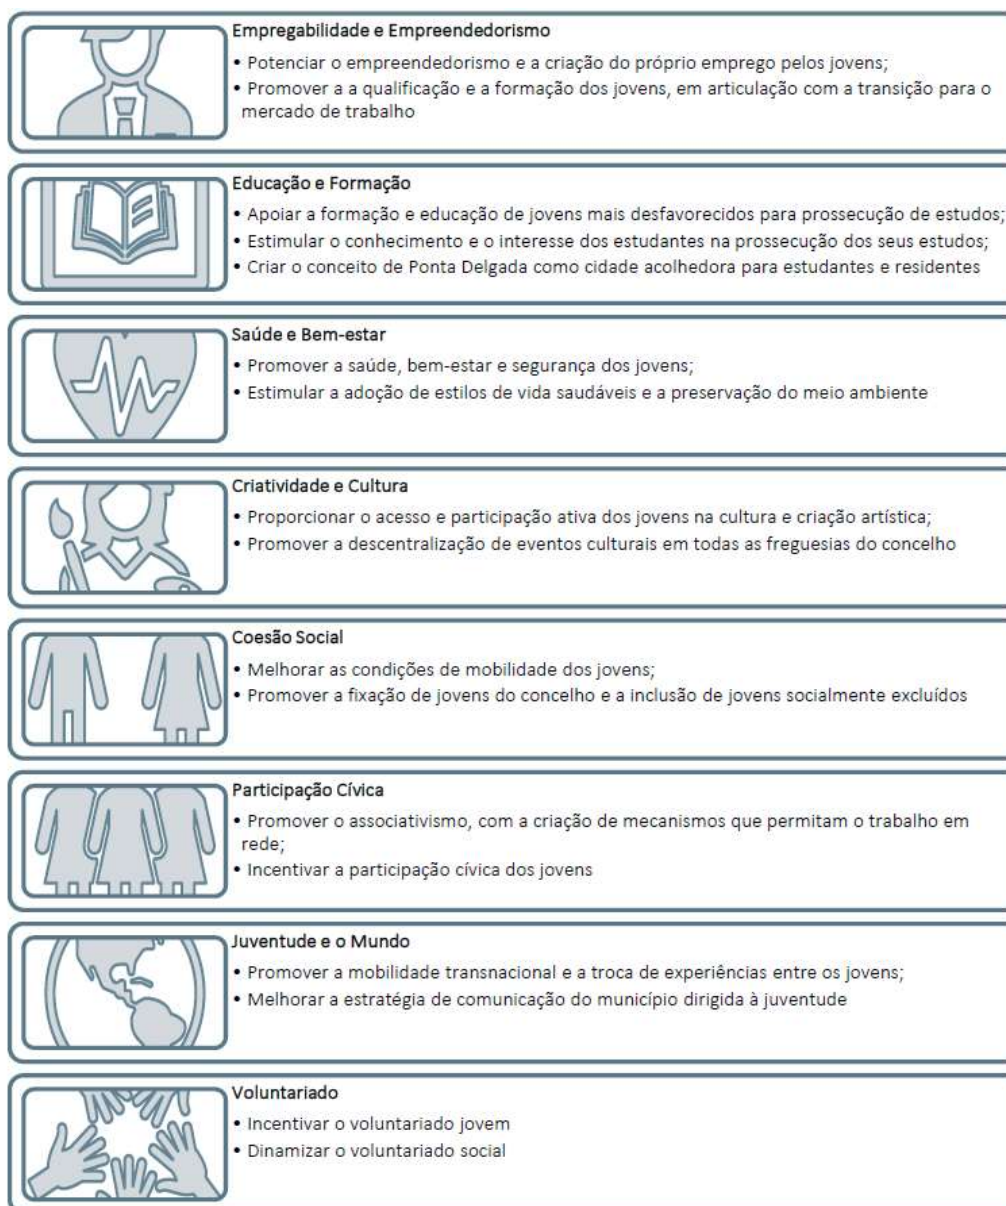 Empregabilidade e Empreendedorismo
• Potenciar o empreendedorismo e a criação do próprio emprego pelos jovens;
• Promover a a qualificação e a formação dos jovens, em articulação com a transição para o
mercado de trabalho
Educação e Formação
• Apoiar a formação e educação de jovens mais desfavorecidos para prossecução de estudos;
• Estimular o conhecimento e o interesse dos estudantes na prossecução dos seus estudos;
• Criar o conceito de Ponta Delgada como cidade acolhedora para estudantes e residentes
Saúde e Bem-estar
• Promover a saúde, bem-estar e segurança dos jovens;
• Estimular a adoção de estilos de vida saudáveis e a preservação do meio ambiente
Criatividade e Cultura
• Proporcionar o acesso e participação ativa dos jovens na cultura e criação artística;
• Promover a descentralização de eventos culturais em todas as freguesias do concelho
Coesão Social
• Melhorar as condições de mobilidade dos jovens;
• Promover a fixação de jovens do concelho e a inclusão de jovens socialmente excluídos
Participação Cívica
• Promover o associativismo, com a criação de mecanismos que permitam o trabalho em
rede;
• Incentivar a participação cívica dos jovens
Juventude e o Mundo
• Promover a mobilidade transnacional e a troca de experiências entre os jovens;
• Melhorar a estratégia de comunicação do município dirigida à juventude
Voluntariado
• Incentivar o voluntariado jovem
• Dinamizar o voluntariado social